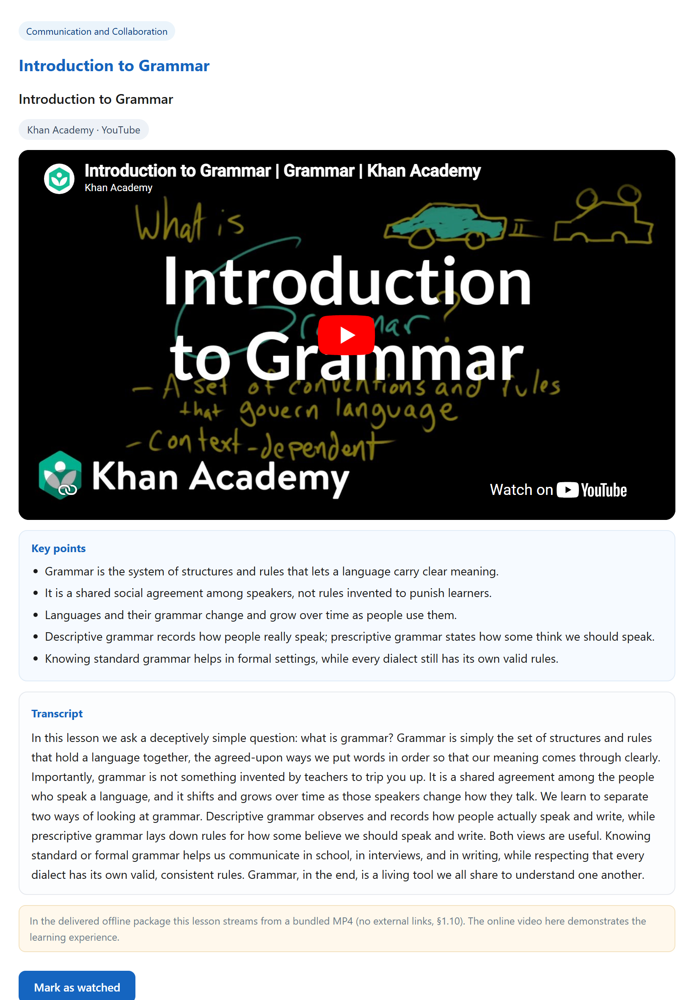 Communication and Collaboration
Introduction to Grammar
Introduction to Grammar
Khan Academy · YouTube
Introduction to Grammar | Grammar | Khan Academy
Khan Academy
What is
Introduction
Grammar?
to Grammar
- A set of conventions and rules
that govern language
- Context-dependent
Khan Academy
Watch on YouTube
Key points
• Grammar is the system of structures and rules that lets a language carry clear meaning.
• It is a shared social agreement among speakers, not rules invented to punish learners.
• Languages and their grammar change and grow over time as people use them.
• Descriptive grammar records how people really speak; prescriptive grammar states how some think we should speak.
• Knowing standard grammar helps in formal settings, while every dialect still has its own valid rules.
Transcript
In this lesson we ask a deceptively simple question: what is grammar? Grammar is simply the set of structures and rules
that hold a language together, the agreed-upon ways we put words in order so that our meaning comes through clearly.
Importantly, grammar is not something invented by teachers to trip you up. It is a shared agreement among the people
who speak a language, and it shifts and grows over time as those speakers change how they talk. We learn to separate
two ways of looking at grammar. Descriptive grammar observes and records how people actually speak and write, while
prescriptive grammar lays down rules for how some believe we should speak and write. Both views are useful. Knowing
standard or formal grammar helps us communicate in school, in interviews, and in writing, while respecting that every
dialect has its own valid, consistent rules. Grammar, in the end, is a living tool we all share to understand one another.
In the delivered offline package this lesson streams from a bundled MP4 (no external links, §1.10). The online video here demonstrates the
learning experience.
Mark as watched